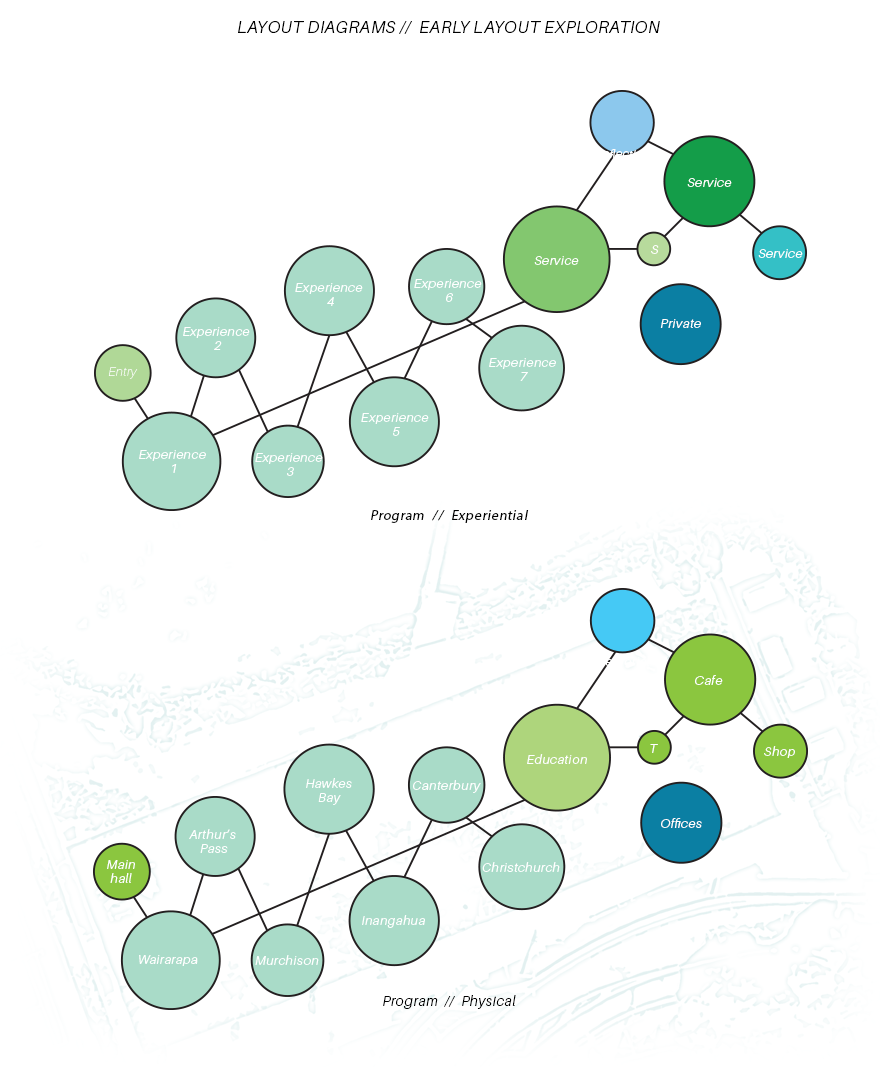 LAYOUT DIAGRAMS // EARLY LAYOUT EXPLORATION
Service
Service
S
Service
Private
Experience
4
Experience
6
Experience
2
Experience
7
Entry
Experience
5
Experience
1
Experience
3
Program // Experiential
Cafe
T
Shop
Education
Offices
Hawkes
Bay
Canterbury
Arthur's
Pass
Christchurch
Main
hall
Inangahua
Wairarapa
Murchison
Program // Physical